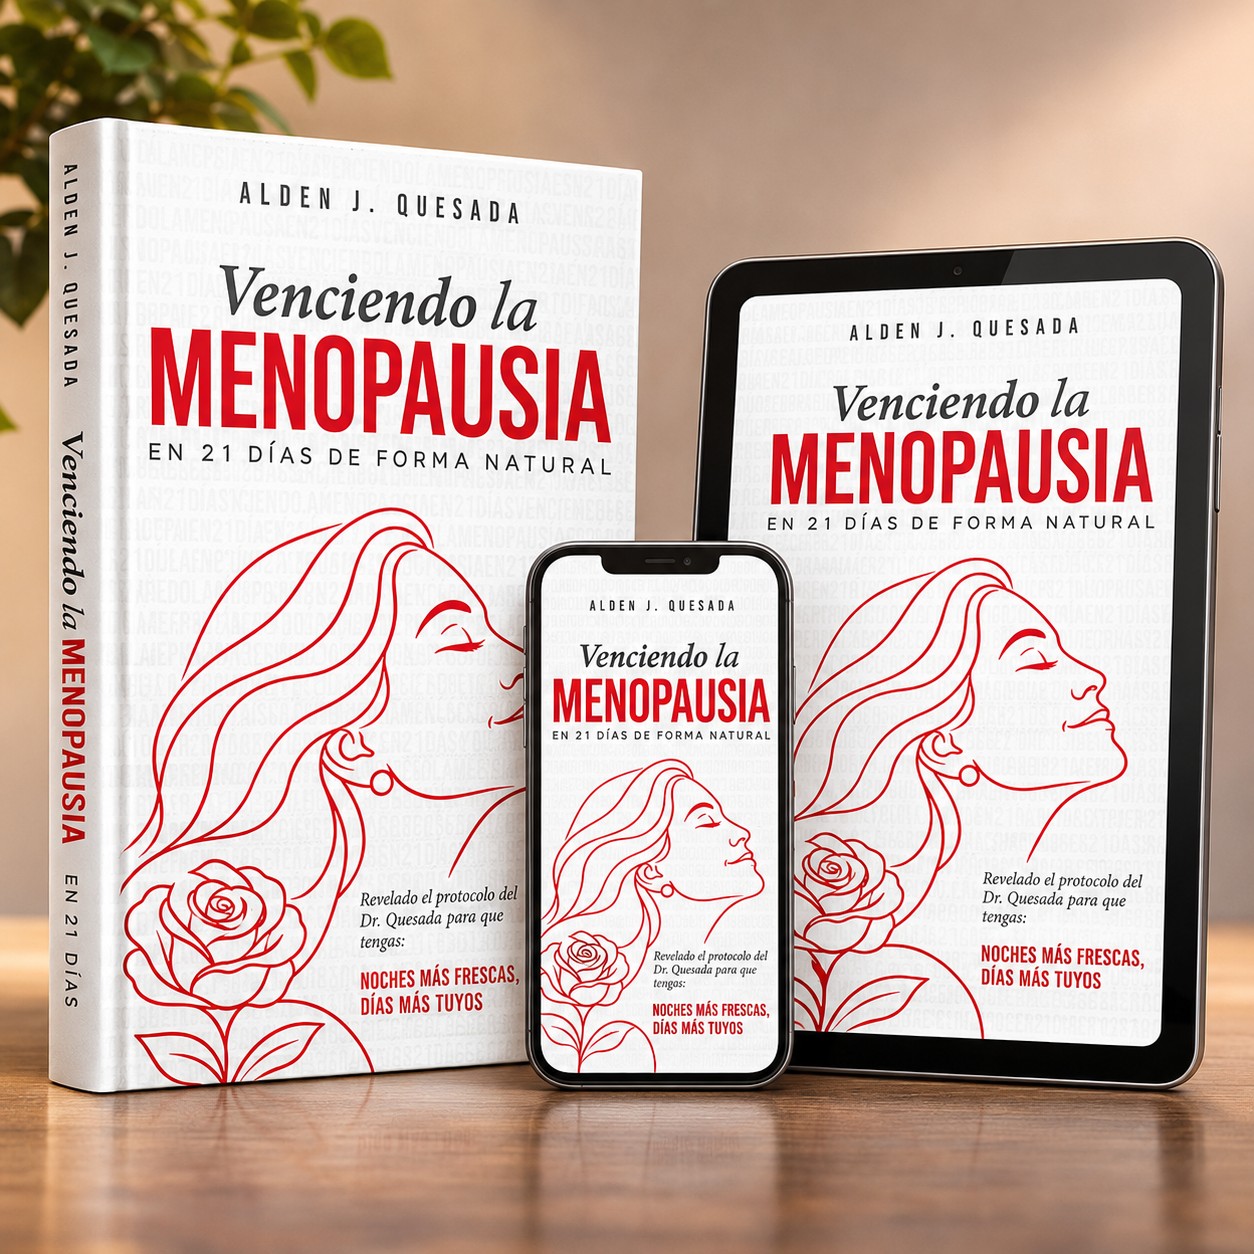 ALDEN J. QUESADA
Venciendo la MENOPAUSIA EN 21 DÍAS
ALDEN J. QUESADA
Venciendo la
MENOPAUSIA
EN 21 DÍAS DE FORMA NATURAL
Revelado el protocolo del
Dr. Quesada para que
tengas:
NOCHES MÁS FRESCAS,
DÍAS MÁS TUYOS
ALDEN J. QUESADA
Venciendo la
MENOPAUSIA
EN 21 DÍAS DE FORMA NATURAL
Revelado el protocolo del
Dr. Quesada para que
tengas:
NOCHES MÁS FRESCAS,
DÍAS MÁS TUYOS
ALDEN J. QUESADA
Venciendo la
MENOPAUSIA
EN 21 DÍAS DE FORMA NATURAL
Revelado el protocolo del
Dr. Quesada para que
tengas:
NOCHES MÁS FRESCAS,
DÍAS MÁS TUYOS